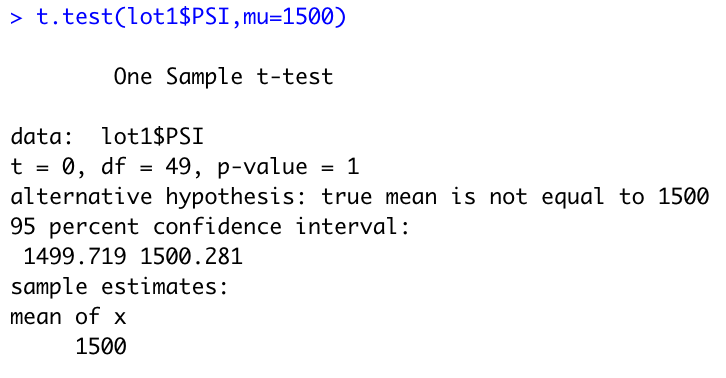 > t.test(lot1$PSI,mu=1500)
One Sample t-test
data:  lot1$PSI
t = 0, df = 49, p-value = 1
alternative hypothesis: true mean is not equal to 1500
95 percent confidence interval:
1499.719 1500.281
sample estimates:
mean of x
1500